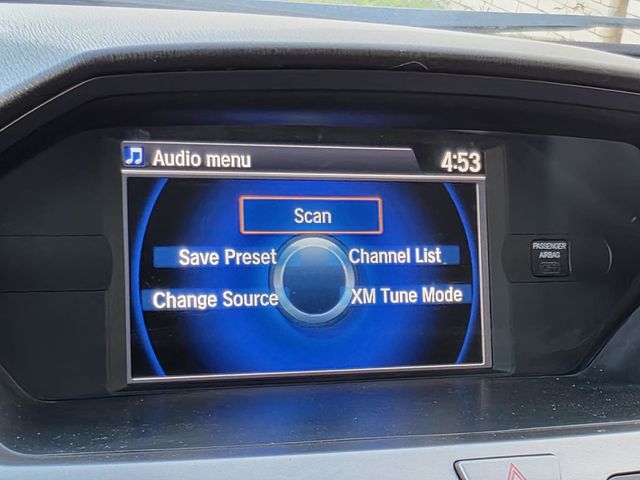 Audio menu
4:53
Scan
Save Preset
Channel List
Change Source
XM Tune Mode
PASSENGER
AIRBAG